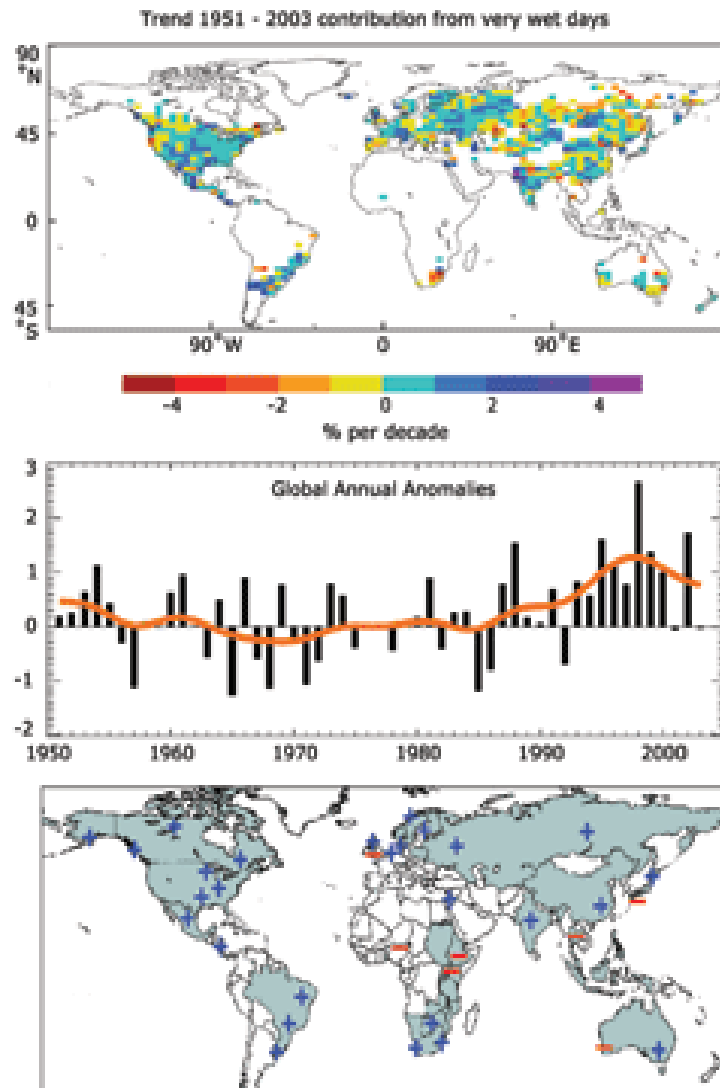 Trend 1951 - 2003 contribution from very wet days
90
°N
45
0
45
°S
90°W 0 90°E
-4 -2 0 2 4
% per decade
3
Global Annual Anomalies
2
1
0
-1
-2
1950 1960 1970 1980 1990 2000